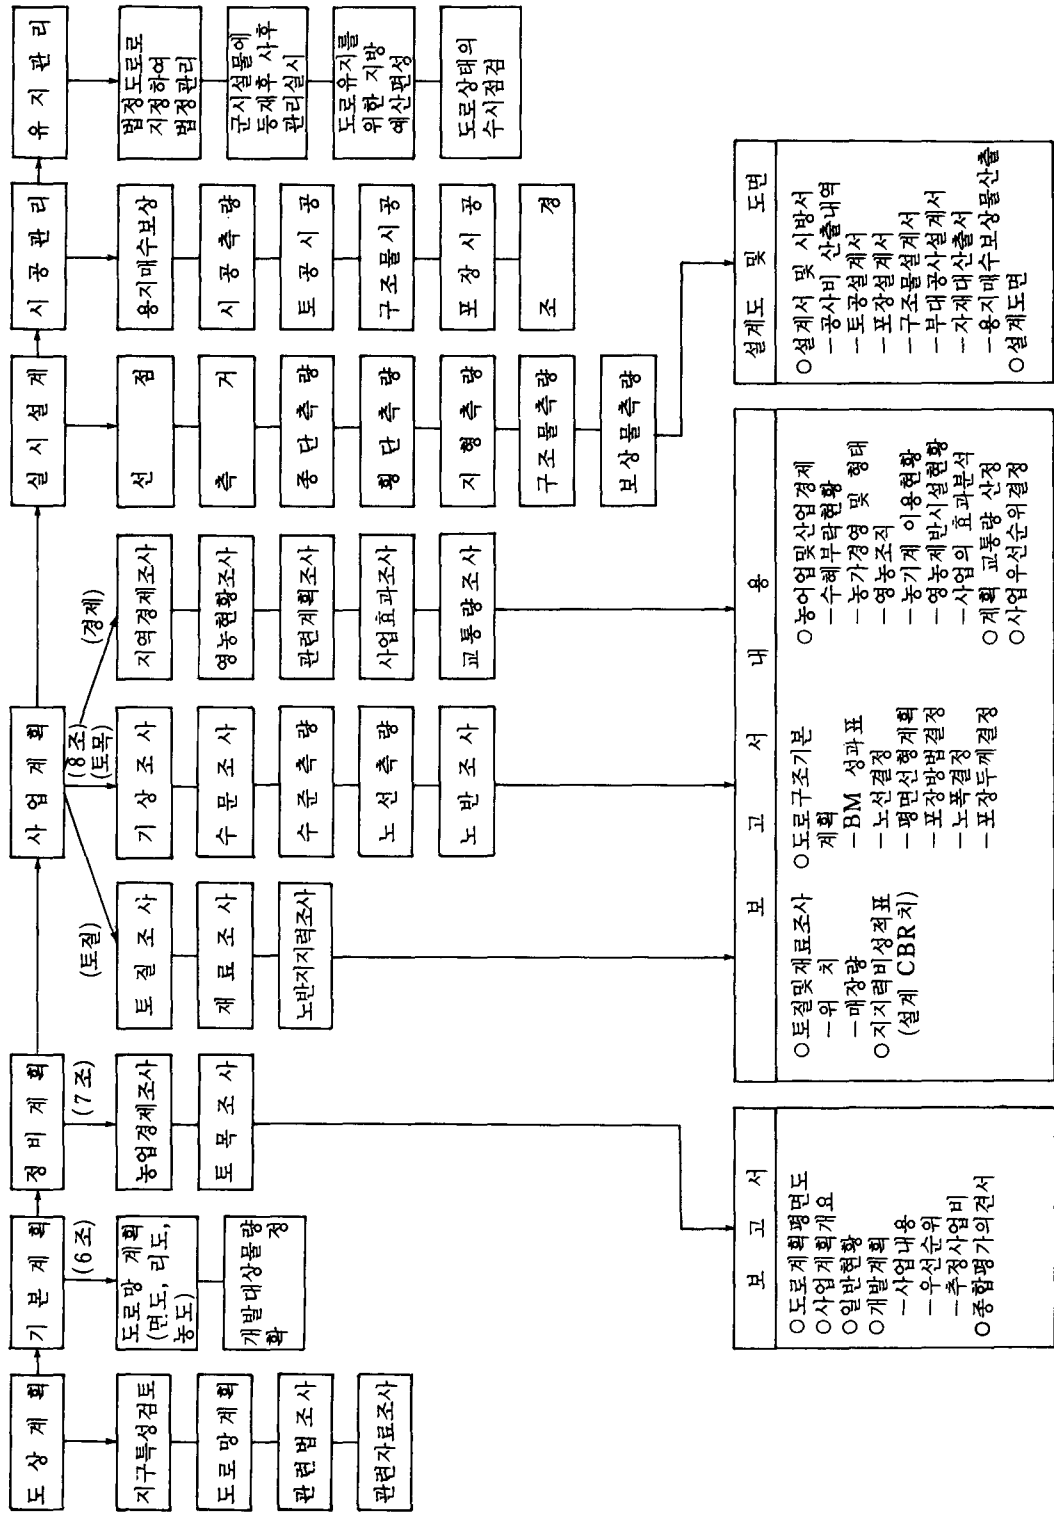 도 상 계 획
지구특성검토
도 로 망 계 획
관 련 법 조 사
관련자료조사
기 본 계 획
(6조)
도로망 계획
(면도, 리도,
농도)
개발대상물량
확 정
정 비 계 획
(7조)
농업경제조사
토 목 조 사
사 업 계 획
(8조)
(토질)
(토목)
(경제)
토 질 조 사
재 료 조 사
노반지지력조사
기 상 조 사
수 문 조 사
수 준 측 량
노 선 측 량
노 반 조 사
지역경제조사
영농현황조사
관련계획조사
사업효과조사
교통량조사
실 시 설 계
선 점
측 거
종 단 측 량
횡 단 측 량
지 형 측 량
구조물측량
보상물측량
시 공 관 리
용지매수보상
시 공 측 량
토 공 시 공
구조물시공
포 장 시 공
조 경
유 지 관 리
법정도로로
지정하여
법정관리
군시설물에
등재후 사후
관리실시
도로유지를
위한 지방
예산편성
도로상태의
수시점검
보 고 서
○도로계획평면도
○사업계획개요
○일반현황
○개발계획
-사업내용
-우선순위
-추정사업비
○종합평가의견서
보 고 서 내 용
○토질및재료조사
-위 치
-매장량
○지지력비성적표
(설계 CBR치)
○도로구조기본
계획
-BM 성과표
-노선결정
-평면선형계획
-포장방법결정
-노폭결정
-포장두께결정
○농어업및산업경제
-수혜부락현황
-농가경영 및 형태
-영농조직
-농기계 이용현황
-영농제반시설현황
-사업의 효과분석
○계획 교통량 산정
○사업우선순위결정
설계도 및 도면
○설계서 및 시방서
-공사비 산출내역
-토공설계서
-포장설계서
-구조물설계서
-부대공사설계서
-자재대산출서
-용지매수보상물산출
○설계도면